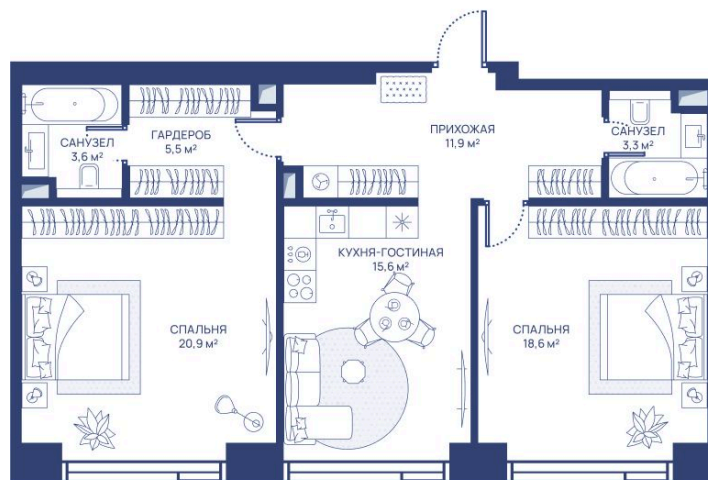 САНУЗЕЛ
3,6 м²
ГАРДЕРОБ
5,5 м²
ПРИХОЖАЯ
11,9 м²
САНУЗЕЛ
3,3 м²
КУХНЯ-ГОСТИНАЯ
15,6 м²
СПАЛЬНЯ
20,9 м²
СПАЛЬНЯ
18,6 м²